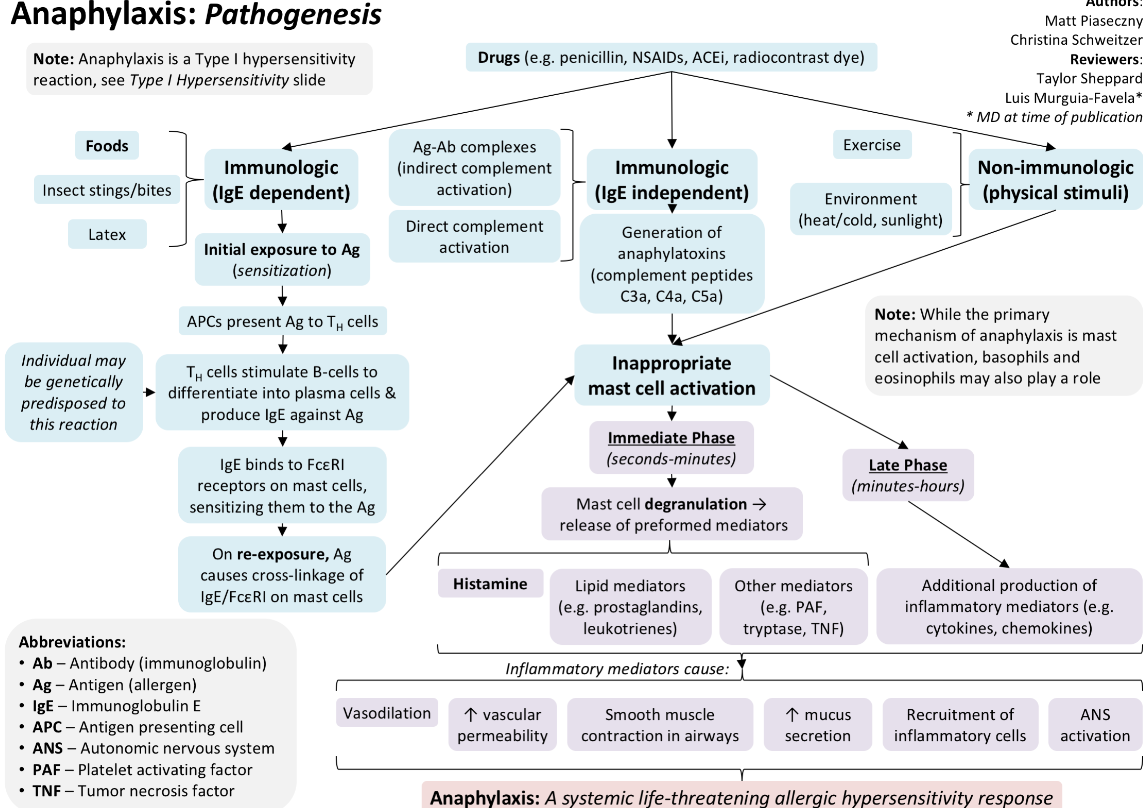 Anaphylaxis: Pathogenesis
Authors:
Matt Piaseczny
Christina Schweitzer
Reviewers:
Taylor Sheppard
Luis Murguia-Favela*
* MD at time of publication
Note: Anaphylaxis is a Type I hypersensitivity
reaction, see Type I Hypersensitivity slide
Drugs (e.g. penicillin, NSAIDs, ACEi, radiocontrast dye)
Foods
Insect stings/bites
Latex
Immunologic
(IgE dependent)
Ag-Ab complexes
(indirect complement
activation)
Direct complement
activation
Immunologic
(IgE independent)
Exercise
Environment
(heat/cold, sunlight)
Non-immunologic
(physical stimuli)
Initial exposure to Ag
(sensitization)
Generation of
anaphylatoxins
(complement peptides
C3a, C4a, C5a)
APCs present Ag to TH cells
Individual may
be genetically
predisposed to
this reaction
TH cells stimulate B-cells to
differentiate into plasma cells &
produce IgE against Ag
Inappropriate
mast cell activation
Note: While the primary
mechanism of anaphylaxis is mast
cell activation, basophils and
eosinophils may also play a role
IgE binds to FcεRI
receptors on mast cells,
sensitizing them to the Ag
On re-exposure, Ag
causes cross-linkage of
IgE/FcεRI on mast cells
Immediate Phase
(seconds-minutes)
Late Phase
(minutes-hours)
Mast cell degranulation →
release of preformed mediators
Histamine
Lipid mediators
(e.g. prostaglandins,
leukotrienes)
Other mediators
(e.g. PAF,
tryptase, TNF)
Additional production of
inflammatory mediators (e.g.
cytokines, chemokines)
Inflammatory mediators cause:
Vasodilation
↑ vascular
permeability
Smooth muscle
contraction in airways
↑ mucus
secretion
Recruitment of
inflammatory cells
ANS
activation
Abbreviations:
• Ab – Antibody (immunoglobulin)
• Ag – Antigen (allergen)
• IgE – Immunoglobulin E
• APC – Antigen presenting cell
• ANS – Autonomic nervous system
• PAF – Platelet activating factor
• TNF – Tumor necrosis factor
Anaphylaxis: A systemic life-threatening allergic hypersensitivity response